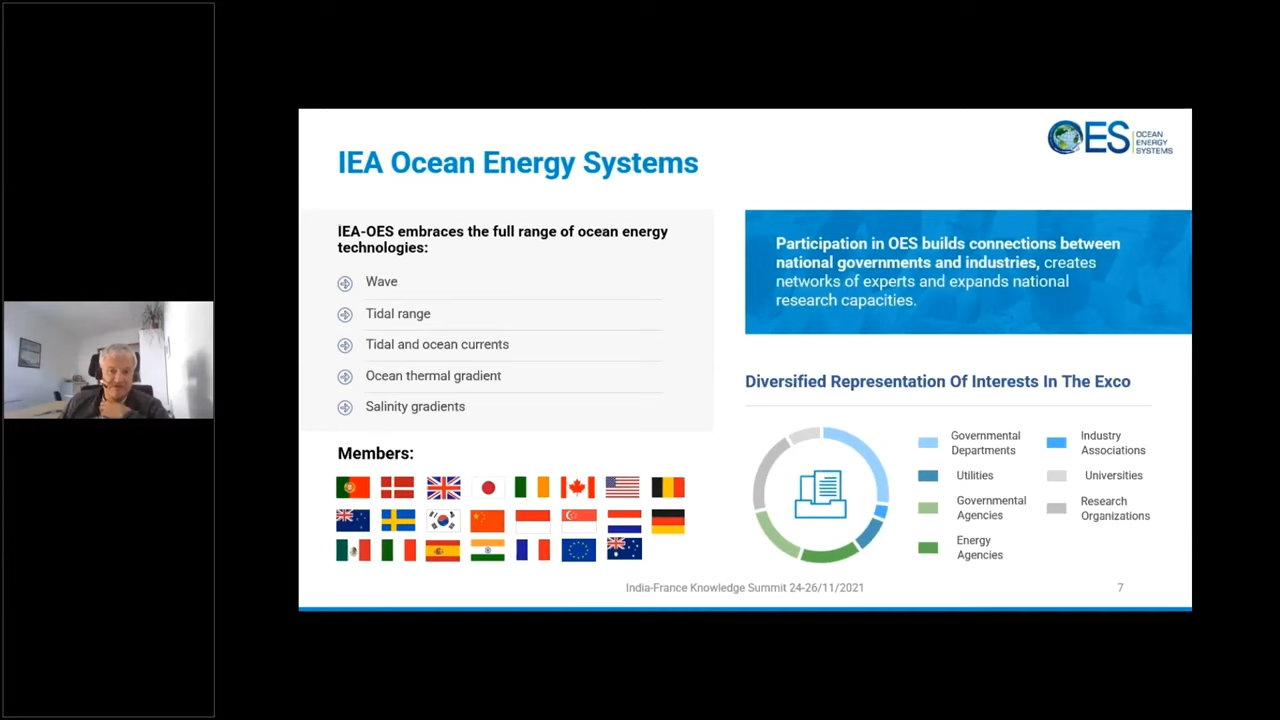 OES OCEAN
ENERGY
SYSTEMS
IEA Ocean Energy Systems
IEA-OES embraces the full range of ocean energy
technologies:
Wave
Tidal range
Tidal and ocean currents
Ocean thermal gradient
Salinity gradients
Members:
Participation in OES builds connections between
national governments and industries, creates
networks of experts and expands national
research capacities.
Diversified Representation Of Interests In The Exco
Governmental
Departments
Utilities
Governmental
Agencies
Energy
Agencies
Industry
Associations
Universities
Research
Organizations
India-France Knowledge Summit 24-26/11/2021
7